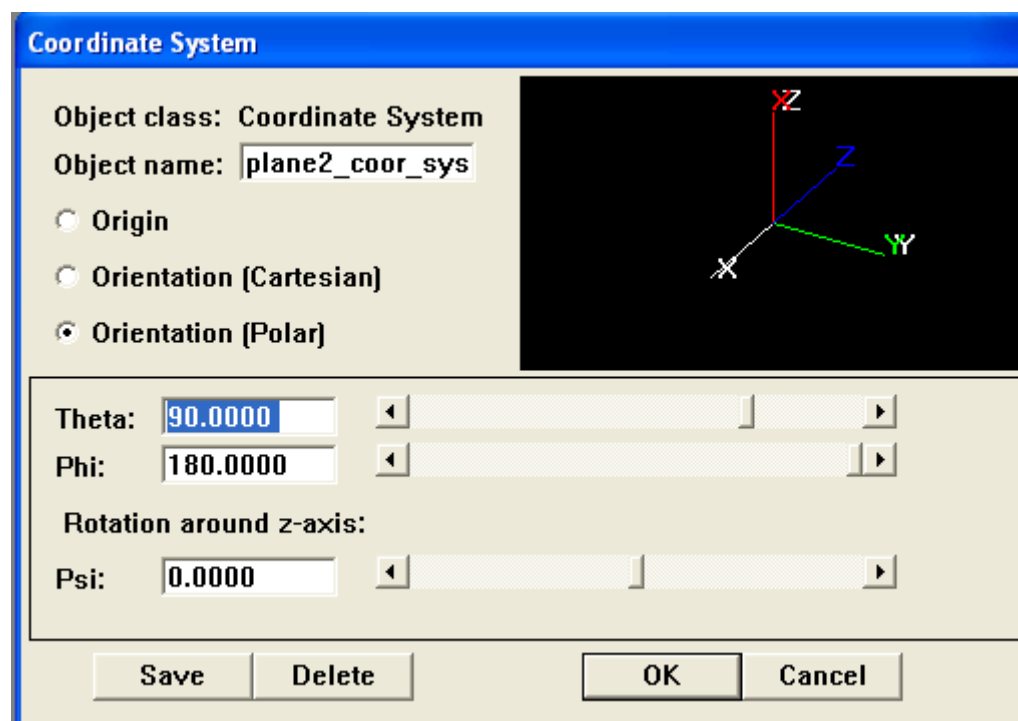 Coordinate System
Object class: Coordinate System
Object name: plane2_coor_sys
Origin
Orientation (Cartesian)
Orientation (Polar)
X Z
Z
Y Y
X
Theta: 90.0000
Phi: 180.0000
Rotation around z-axis:
Psi: 0.0000
Save Delete OK Cancel